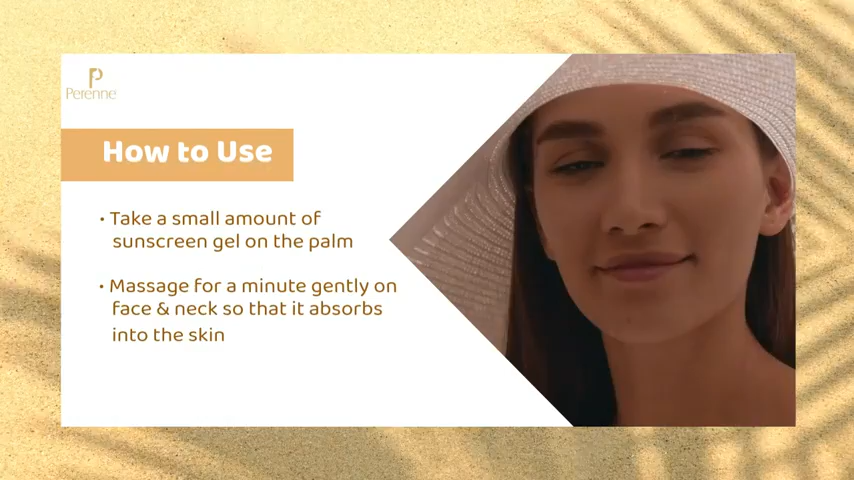 Perenne
How to Use
• Take a small amount of
sunscreen gel on the palm
• Massage for a minute gently on
face & neck so that it absorbs
into the skin